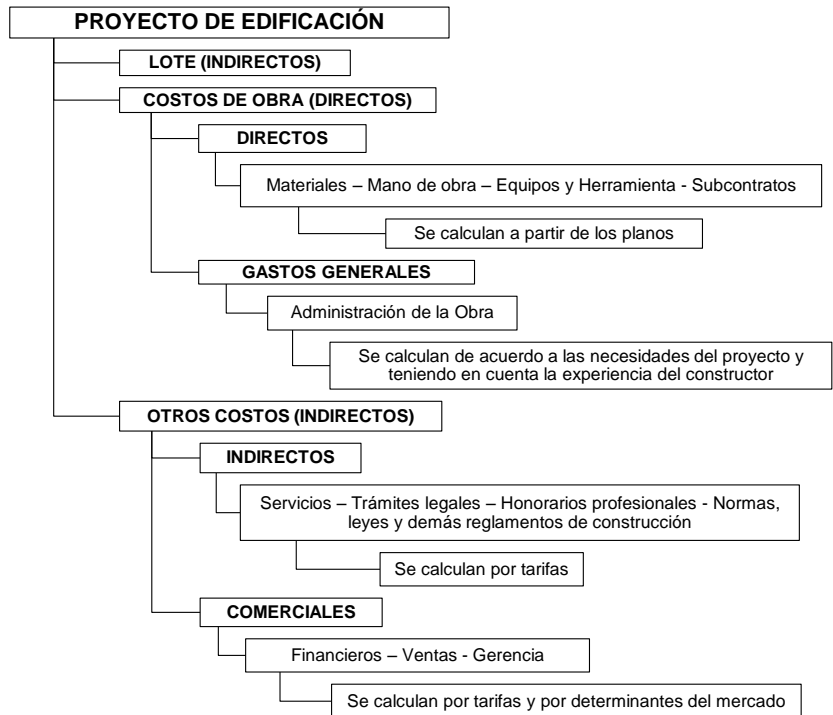 PROYECTO DE EDIFICACIÓN
LOTE (INDIRECTOS)
COSTOS DE OBRA (DIRECTOS)
DIRECTOS
Materiales – Mano de obra – Equipos y Herramienta - Subcontratos
Se calculan a partir de los planos
GASTOS GENERALES
Administración de la Obra
Se calculan de acuerdo a las necesidades del proyecto y
teniendo en cuenta la experiencia del constructor
OTROS COSTOS (INDIRECTOS)
INDIRECTOS
Servicios – Trámites legales – Honorarios profesionales - Normas,
leyes y demás reglamentos de construcción
Se calculan por tarifas
COMERCIALES
Financieros – Ventas - Gerencia
Se calculan por tarifas y por determinantes del mercado